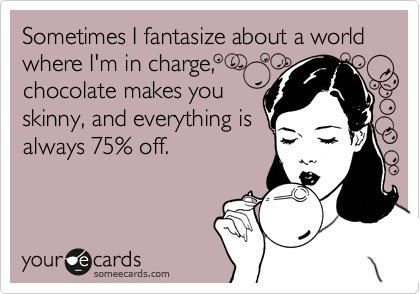 Sometimes I fantasize about a world
where I'm in charge,
chocolate makes you
skinny, and everything is
always 75% off.
your e cards
someecards.com